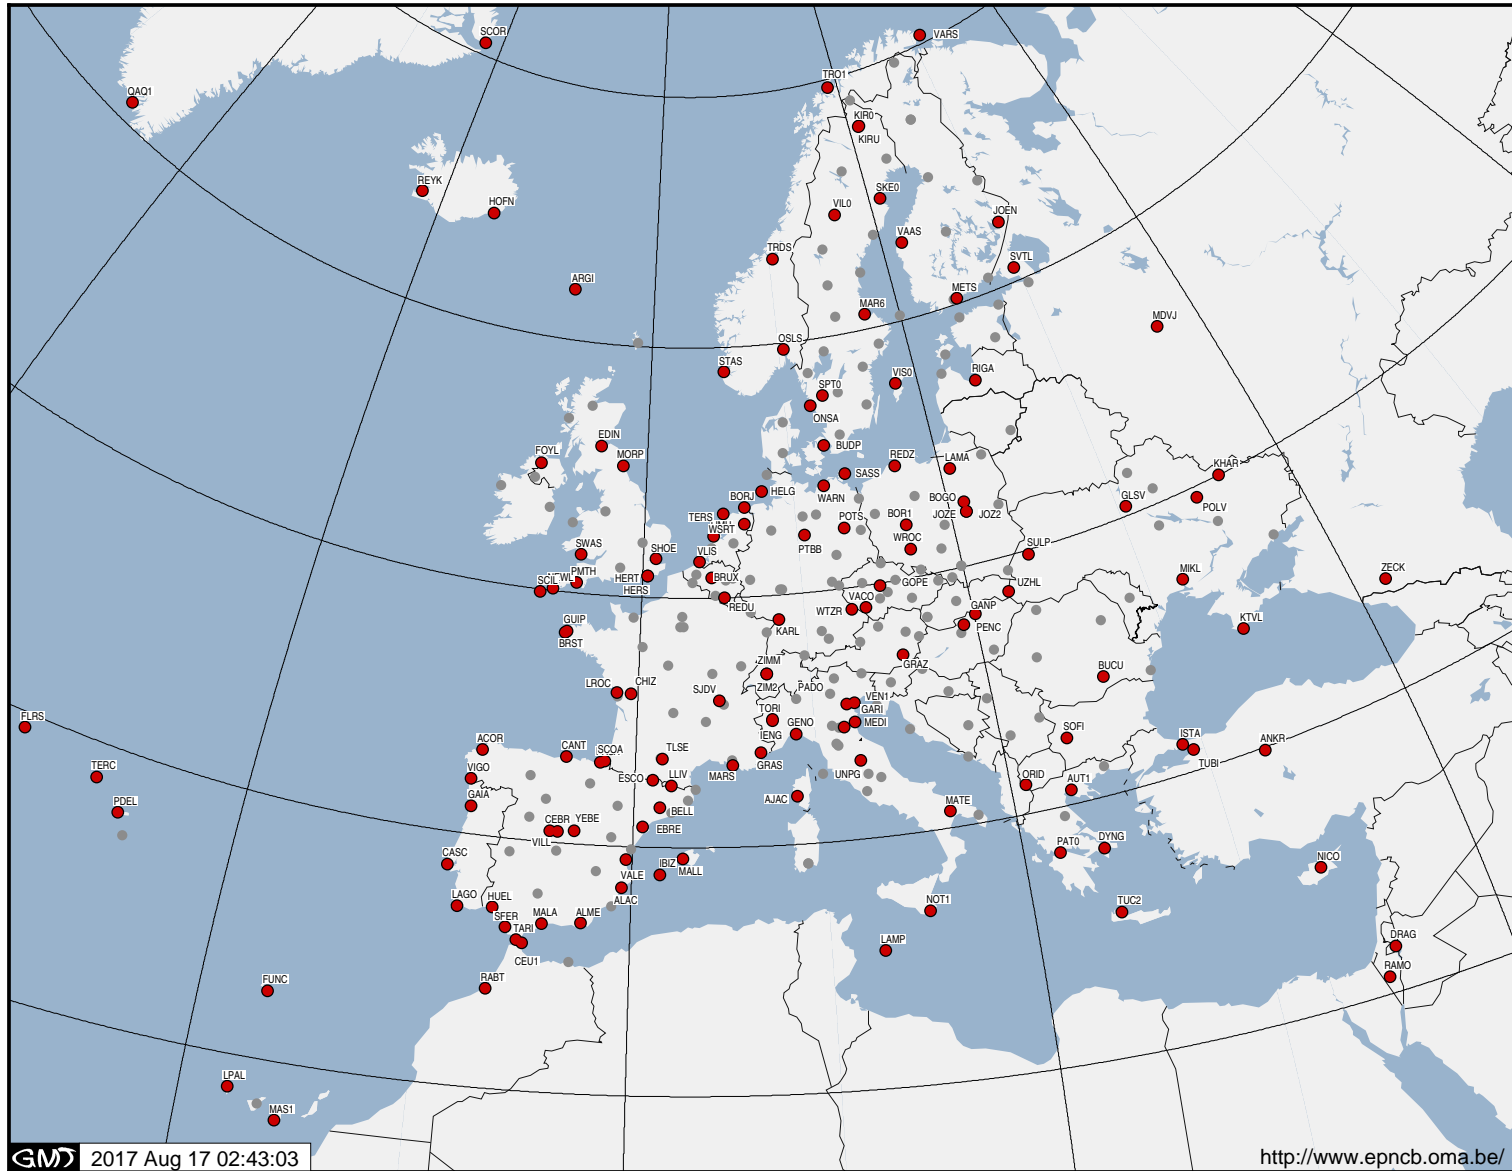 SCOR
VARS
TRO1
QAQ1
KIR0
KIRU
REYK
HOFN
SKE0
VIL0
JOEN
VAAS
TRDS
SVTL
ARGI
METS
MAR6
MDVJ
OSLS
STAS
VIS0
RIGA
SPT0
ONSA
EDIN
BUDP
FOYL
MORP
REDZ
LAMA
KHAR
SASS
HELG
WARN
BORJ
BOGO
GLSV
POLV
TERS
WSRT
POTS
BOR1
JOZE
JOZ2
PTBB
WROC
SWAS
SHOE
VLIS
SULP
PMTH
SCIL
HERT
HERS
BRUX
GOPE
UZHL
MIKL
ZECK
REDU
VACO
WTZR
GANP
GUIP
BRST
KARL
PENC
KTVL
GRAZ
ZIMM
ZIM2
BUCU
LROC
CHIZ
SJDV
PADO
VEN1
GARI
FLRS
TORI
IENG
GENO
MEDI
SOFI
ISTA
TUBI
ANKR
ACOR
CANT
SCOA
TLSE
TERC
VIGO
ESCO
LLIV
MARS
GRAS
UNPG
ORID
AUT1
PDEL
GAIA
BELL
AJAC
MATE
CEBR
YEBE
VILL
EBRE
PAT0
DYNG
CASC
IBIZ
MALL
NICO
VALE
ALAC
LAGO
HUEL
SFER
MALA
ALME
NOT1
TUC2
TARI
CEU1
LAMP
DRAG
RAMO
FUNC
RABT
LPAL
MAS1
GMT
2017 Aug 17 02:43:03
http://www.epncb.oma.be/